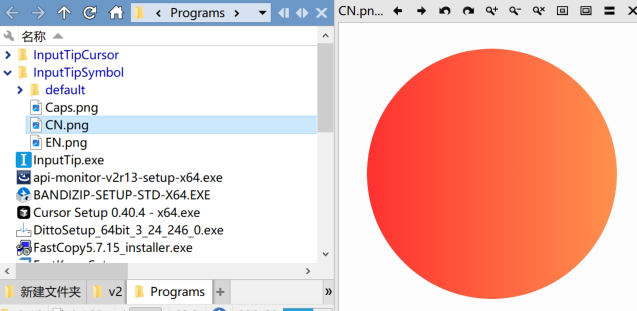 Programs
CN.pn...
名称
InputTipCursor
InputTipSymbol
default
Caps.png
CN.png
EN.png
InputTip.exe
api-monitor-v2r13-setup-x64.exe
BANDIZIP-SETUP-STD-X64.EXE
Cursor Setup 0.40.4 - x64.exe
DittoSetup_64bit_3_24_246_0.exe
FastCopy5.7.15_installer.exe
新建文件夹 v2 Programs